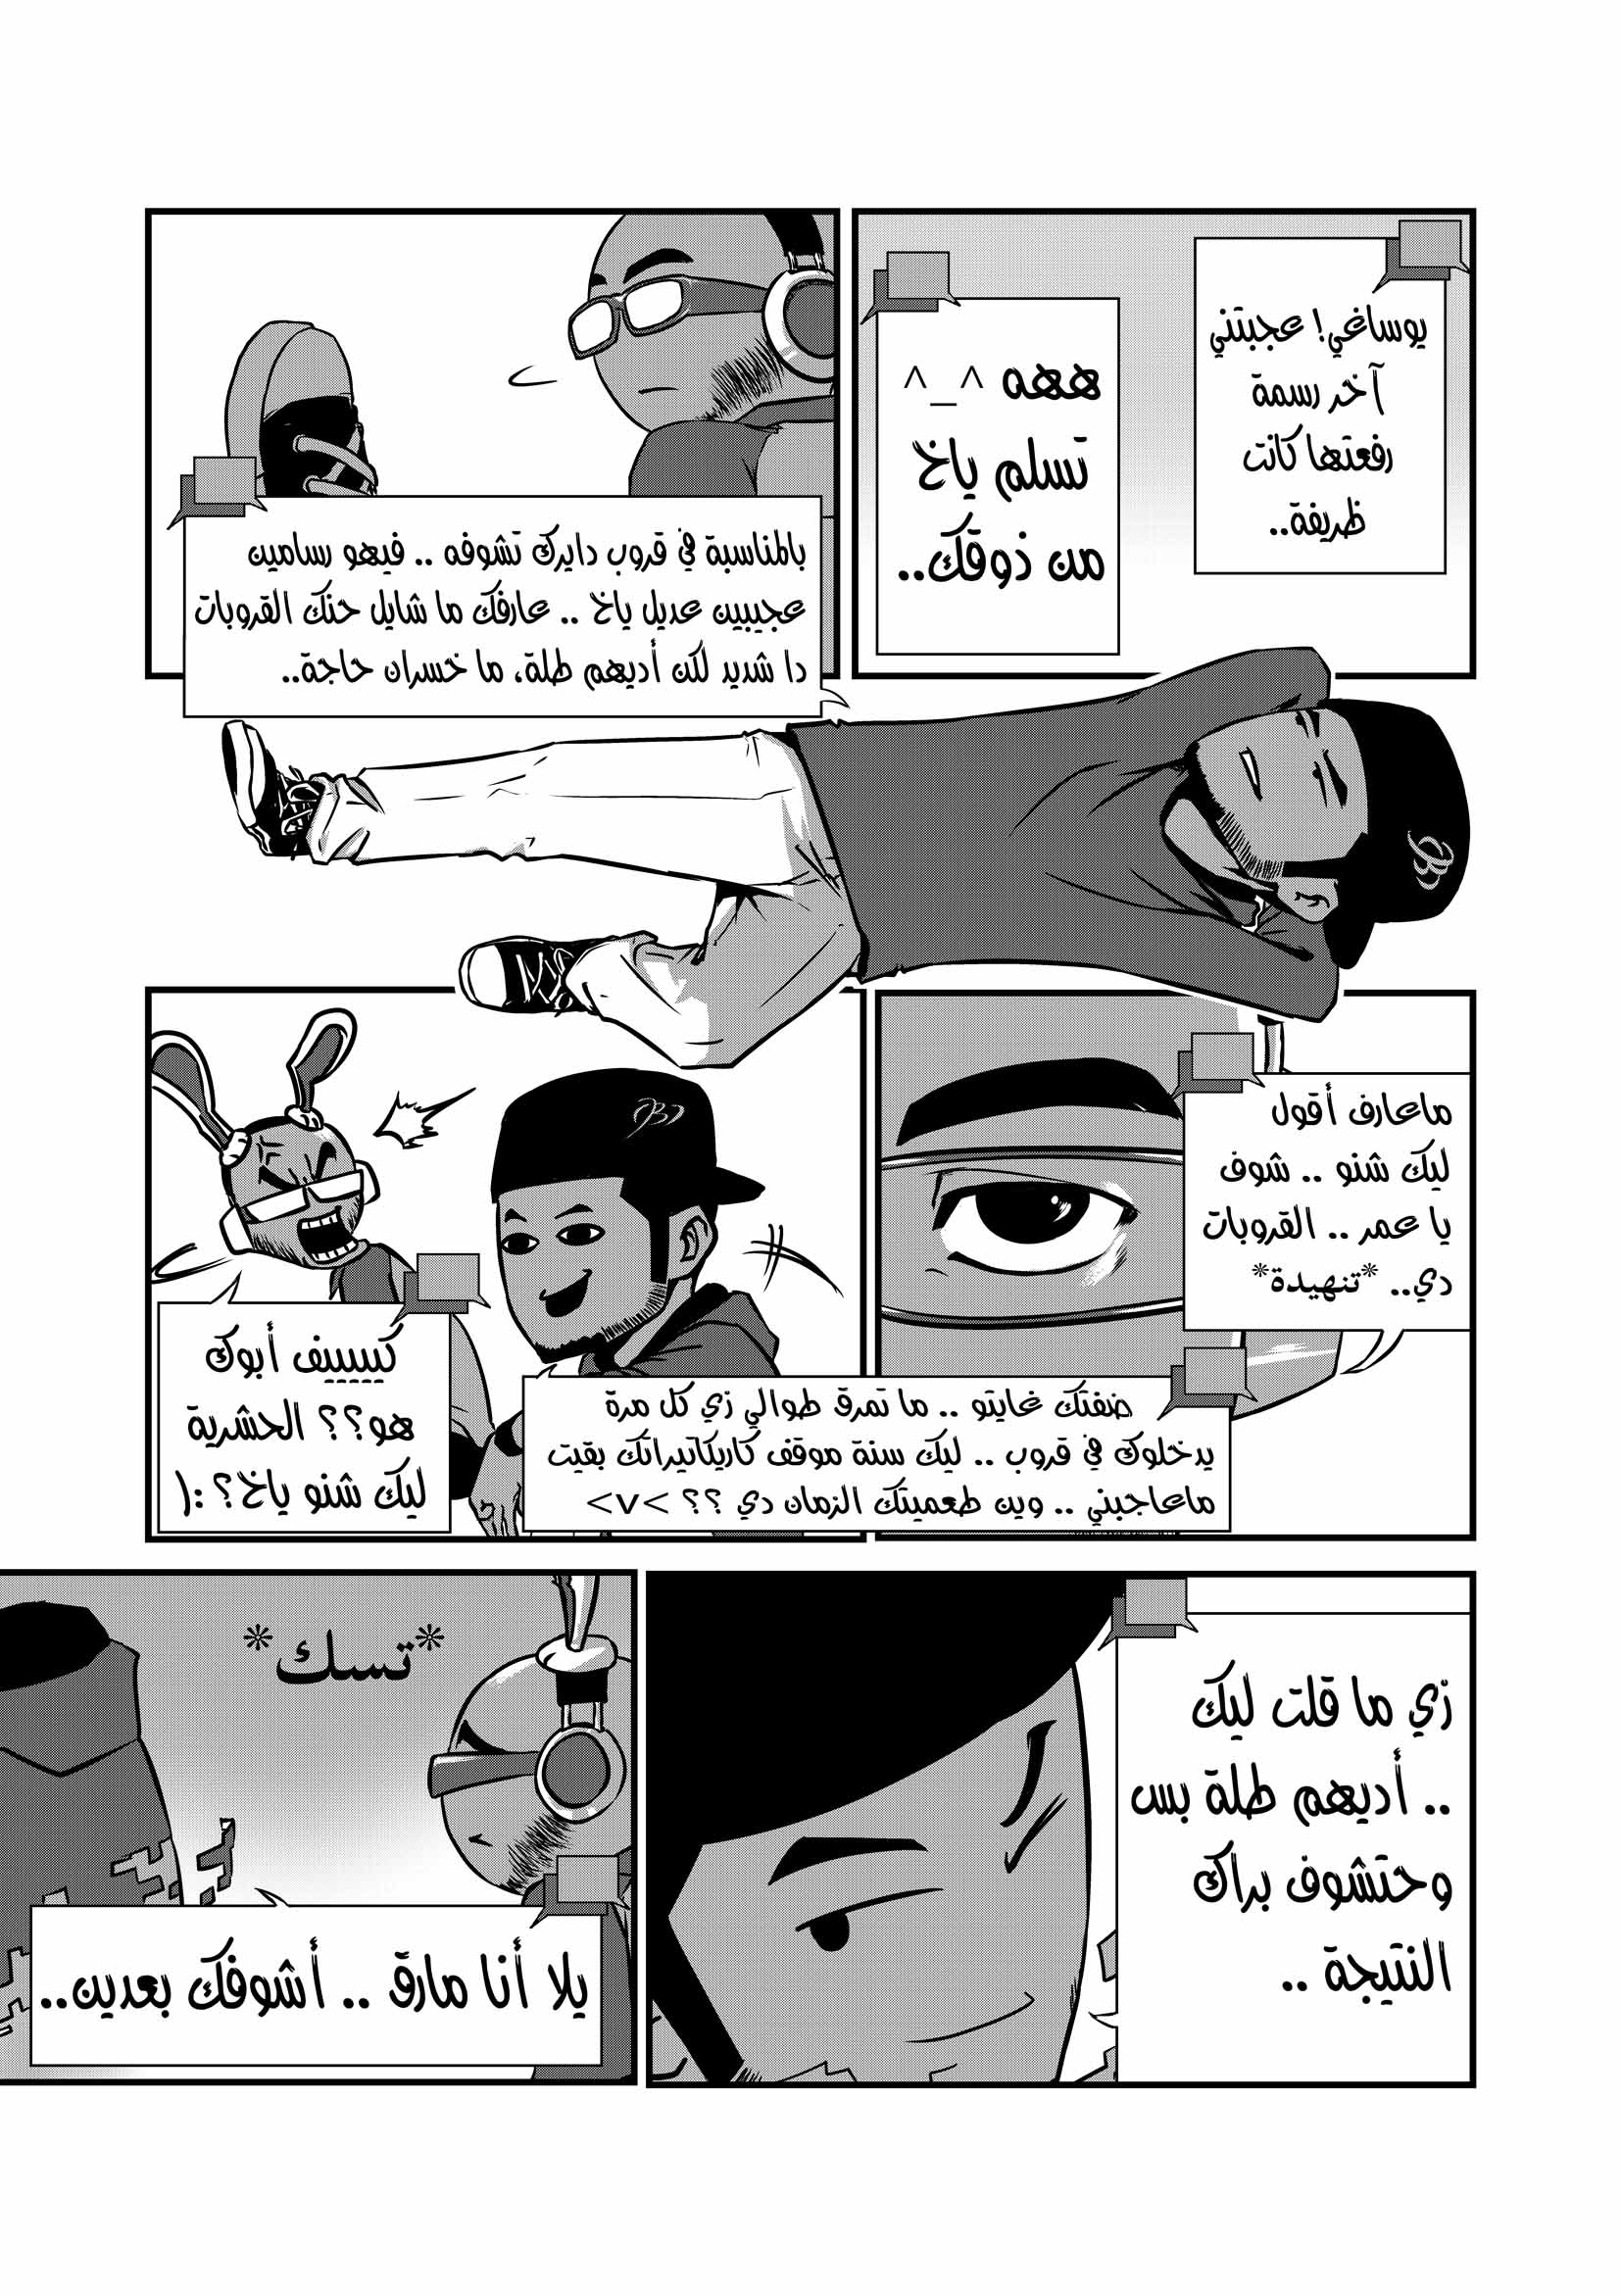 يوساغي! عجبتني
آخر رسمة
رفعتها كانت
ظريفة..
ههه ^_^
تسلم ياخ
من ذوقك..
بالمناسبة في قروب دايرك تشوفه .. فيهو رسامين
عجيبين عديل ياخ .. عارفك ما شايل حنك القروبات
دا شديد لكن أديهم طلة، ما خسران حاجة..
ماعارف أقول
ليك شنو .. شوف
يا عمر .. القروبات
دي.. *تنهيدة*
ضفتك غايتو .. ما تمرق طوالي زي كل مرة
يدخلوك في قروب .. ليك سنة موقف كاريكاتيراتك بقيت
ماعاجبني .. وين طعميتك الزمان دي ؟؟ >v<
كيييييف أبوك
هو؟؟ الحشرية
ليك شنو ياخ؟ :(
زي ما قلت ليك
.. أديهم طلة بس
وحتشوف براك
النتيجة ..
*تسك*
يلا أنا مارق .. أشوفك بعدين..